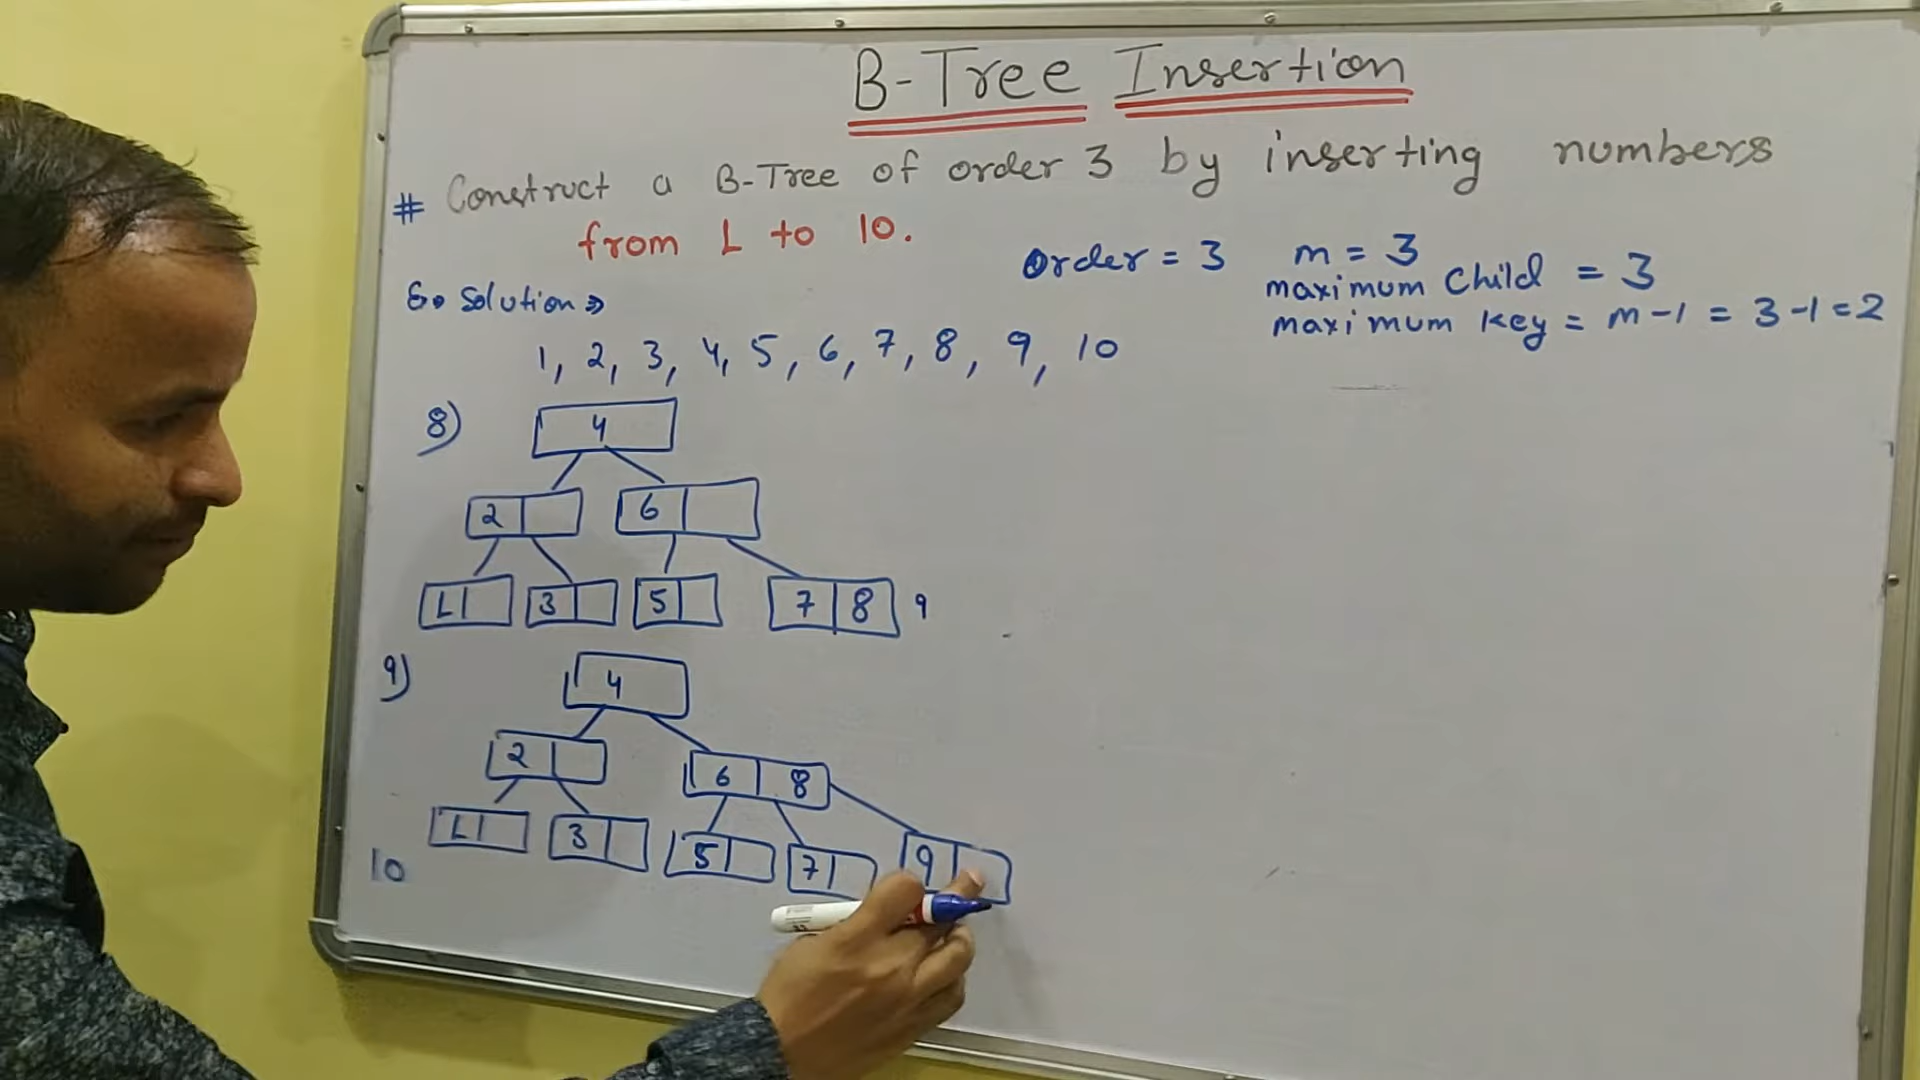 B-Tree Insertion
# Construct a B-Tree of order 3 by inserting numbers
from 1 to 10.
Order = 3 m = 3
maximum Child = 3
maximum Key = m-1 = 3-1=2
Solution⇒
1, 2, 3, 4, 5, 6, 7, 8, 9, 10
8)
4
2 6
1 3 5 7 8 9
9)
4
2 6 8
1 3 5 7 9
10